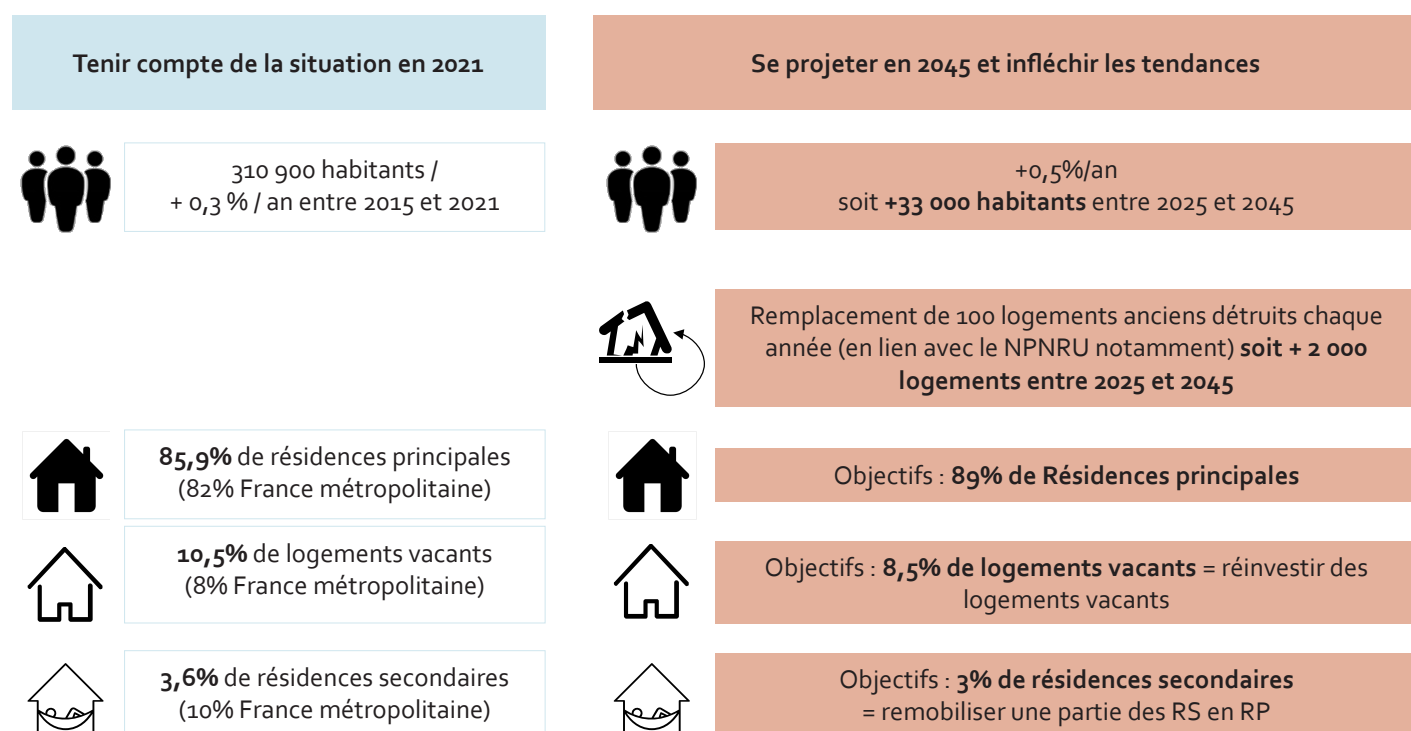 Tenir compte de la situation en 2021
Se projeter en 2045 et infléchir les tendances
310 900 habitants /
+ 0,3 % / an entre 2015 et 2021
+0,5%/an
soit +33 000 habitants entre 2025 et 2045
Remplacement de 100 logements anciens détruits chaque
année (en lien avec le NPNRU notamment) soit + 2 000
logements entre 2025 et 2045
85,9% de résidences principales
(82% France métropolitaine)
Objectifs : 89% de Résidences principales
10,5% de logements vacants
(8% France métropolitaine)
Objectifs : 8,5% de logements vacants = réinvestir des
logements vacants
3,6% de résidences secondaires
(10% France métropolitaine)
Objectifs : 3% de résidences secondaires
= remobiliser une partie des RS en RP